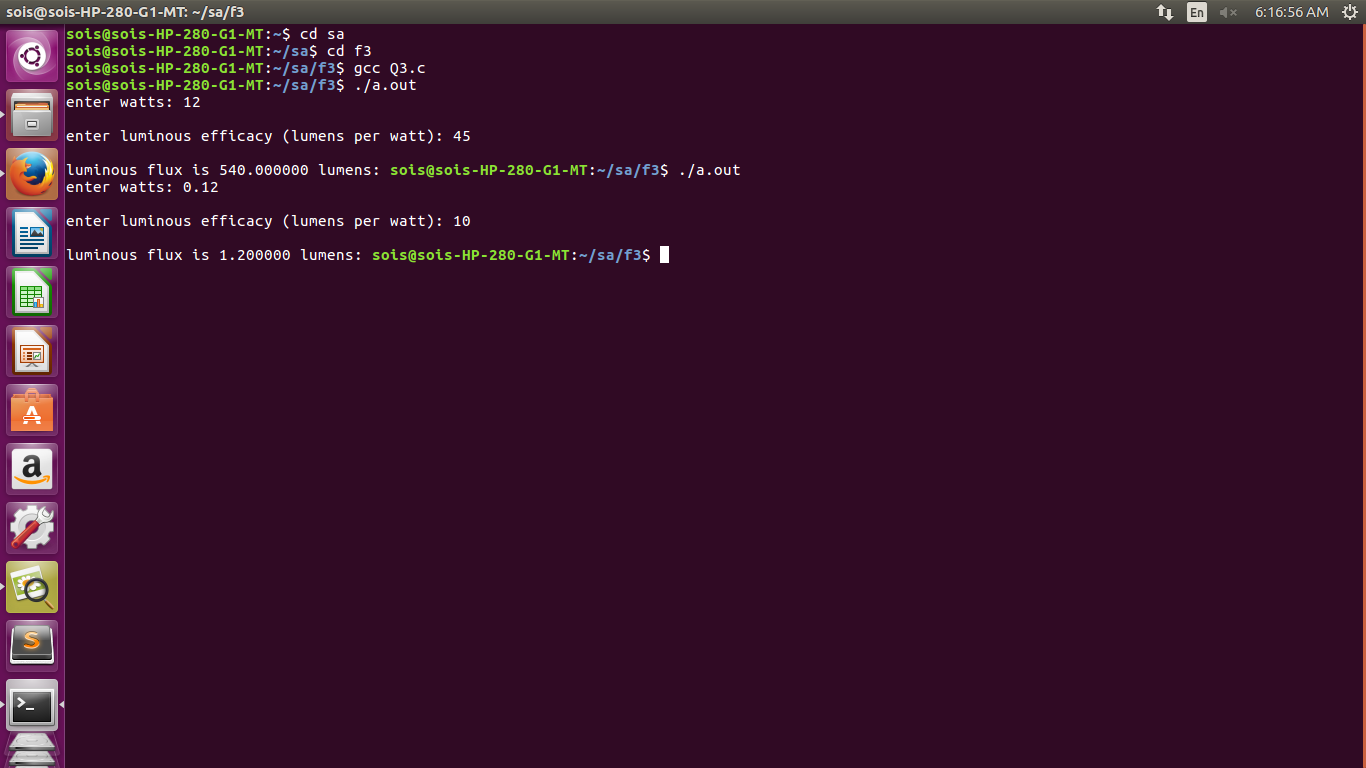 sois@sois-HP-280-G1-MT: ~/sa/f3
En
6:16:56 AM
sois@sois-HP-280-G1-MT:~$ cd sa
sois@sois-HP-280-G1-MT:~/sa$ cd f3
sois@sois-HP-280-G1-MT:~/sa/f3$ gcc Q3.c
sois@sois-HP-280-G1-MT:~/sa/f3$ ./a.out
enter watts: 12
enter luminous efficacy (lumens per watt): 45
luminous flux is 540.000000 lumens: sois@sois-HP-280-G1-MT:~/sa/f3$ ./a.out
enter watts: 0.12
enter luminous efficacy (lumens per watt): 10
luminous flux is 1.200000 lumens: sois@sois-HP-280-G1-MT:~/sa/f3$